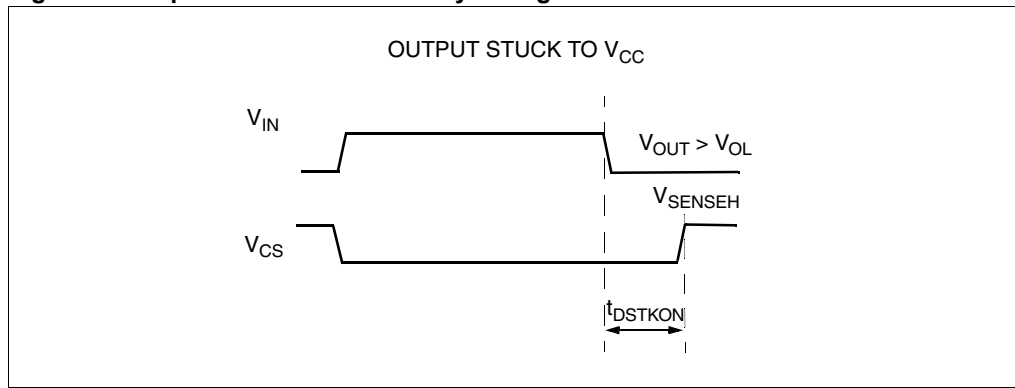 OUTPUT STUCK TO VCC
VIN
VOUT > VOL
VSENSEH
VCS
tDSTKON